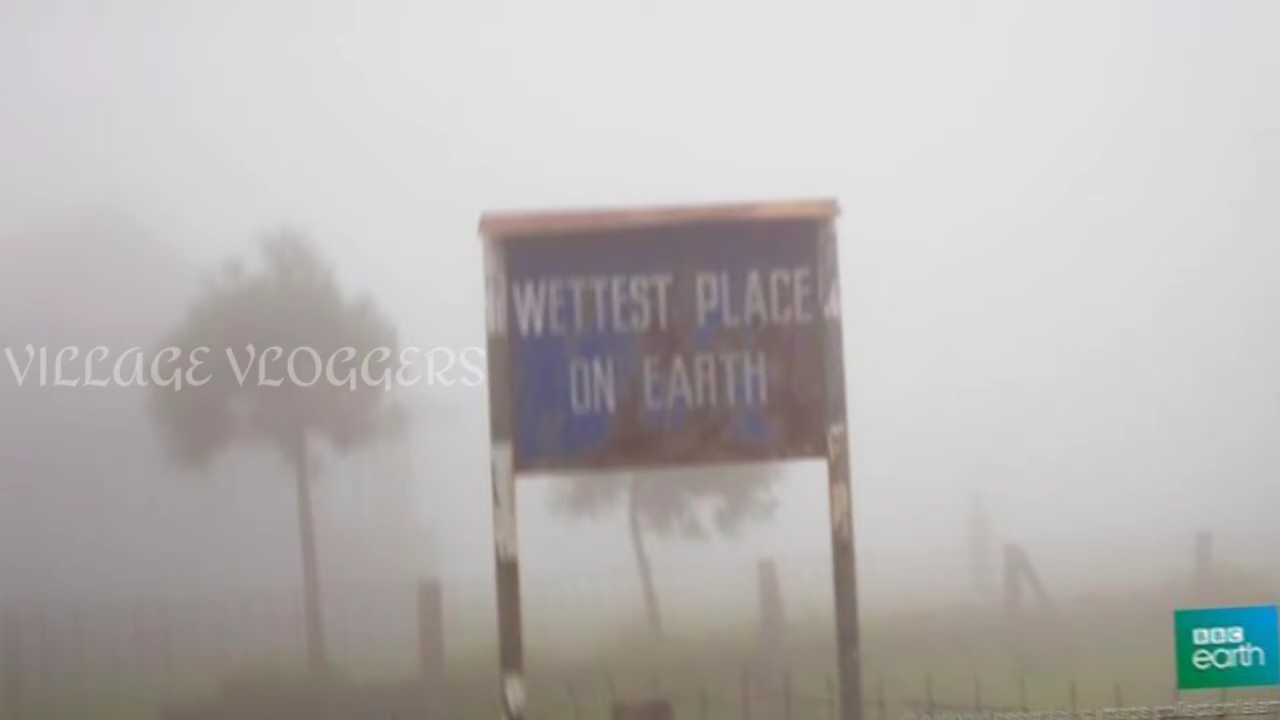 WETTEST PLACE
ON EARTH
VILLAGE VLOGGERS
BBC
earth